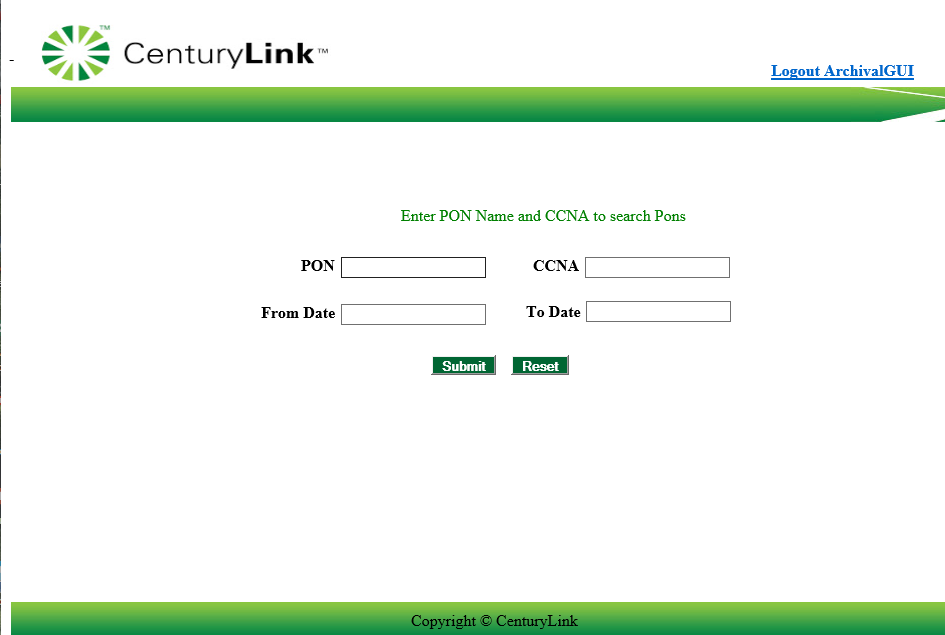 CenturyLink™
Logout ArchivalGUI
Enter PON Name and CCNA to search Pons
PON CCNA
From Date To Date
Submit Reset
Copyright © CenturyLink